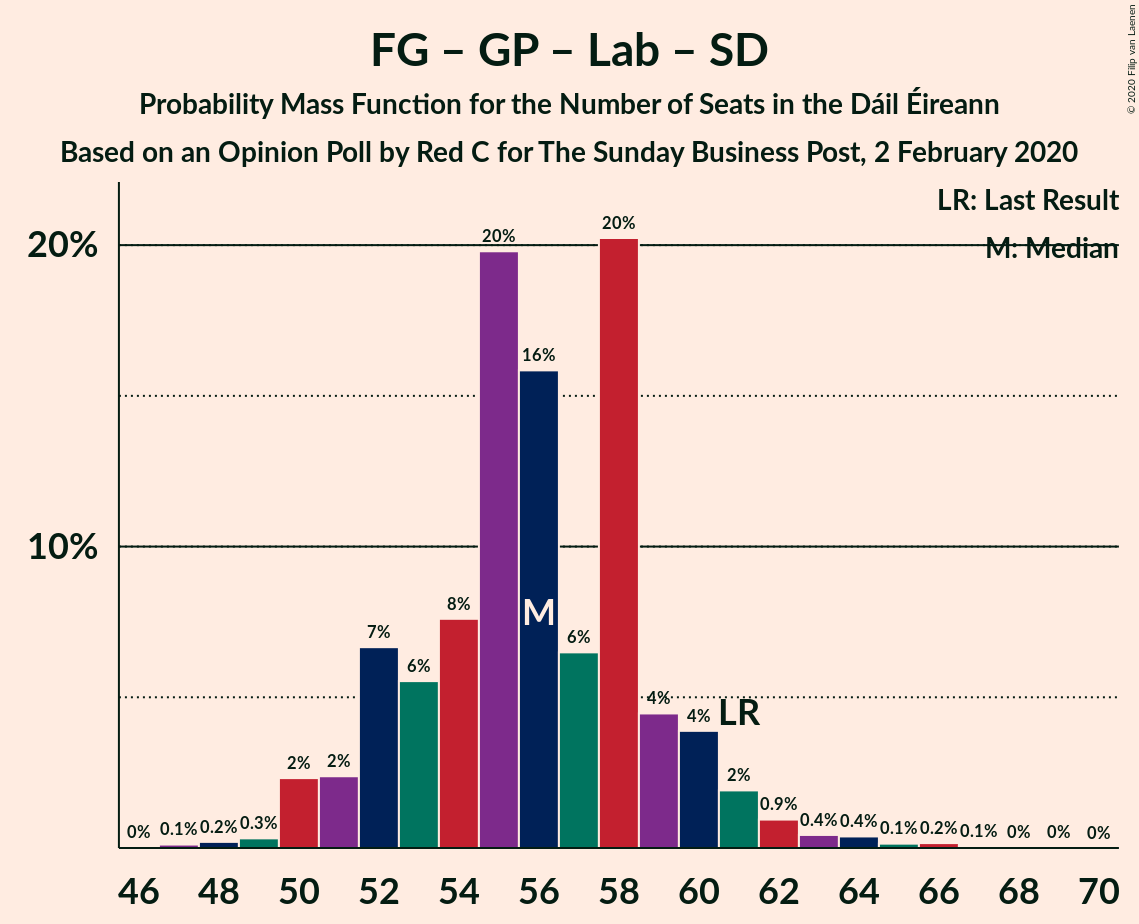 FG – GP – Lab – SD
Probability Mass Function for the Number of Seats in the Dáil Éireann
Based on an Opinion Poll by Red C for The Sunday Business Post, 2 February 2020
© 2020 Filip van Laenen
LR: Last Result
M: Median
20%
10%
0% 0.1% 0.2% 0.3% 2% 2% 7% 6% 8% 20% 16% 6% 20% 4% 4% 2% 0.9% 0.4% 0.4% 0.1% 0.2% 0.1% 0% 0% 0%
M
LR
46 48 50 52 54 56 58 60 62 64 66 68 70